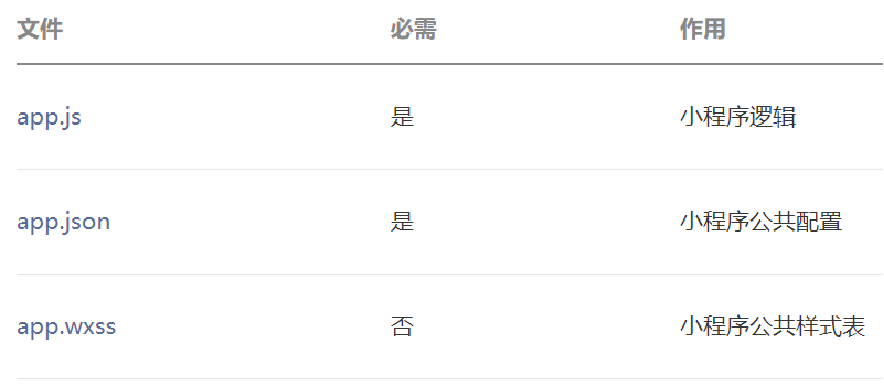 文件 必需 作用
app.js 是 小程序逻辑
app.json 是 小程序公共配置
app.wxss 否 小程序公共样式表